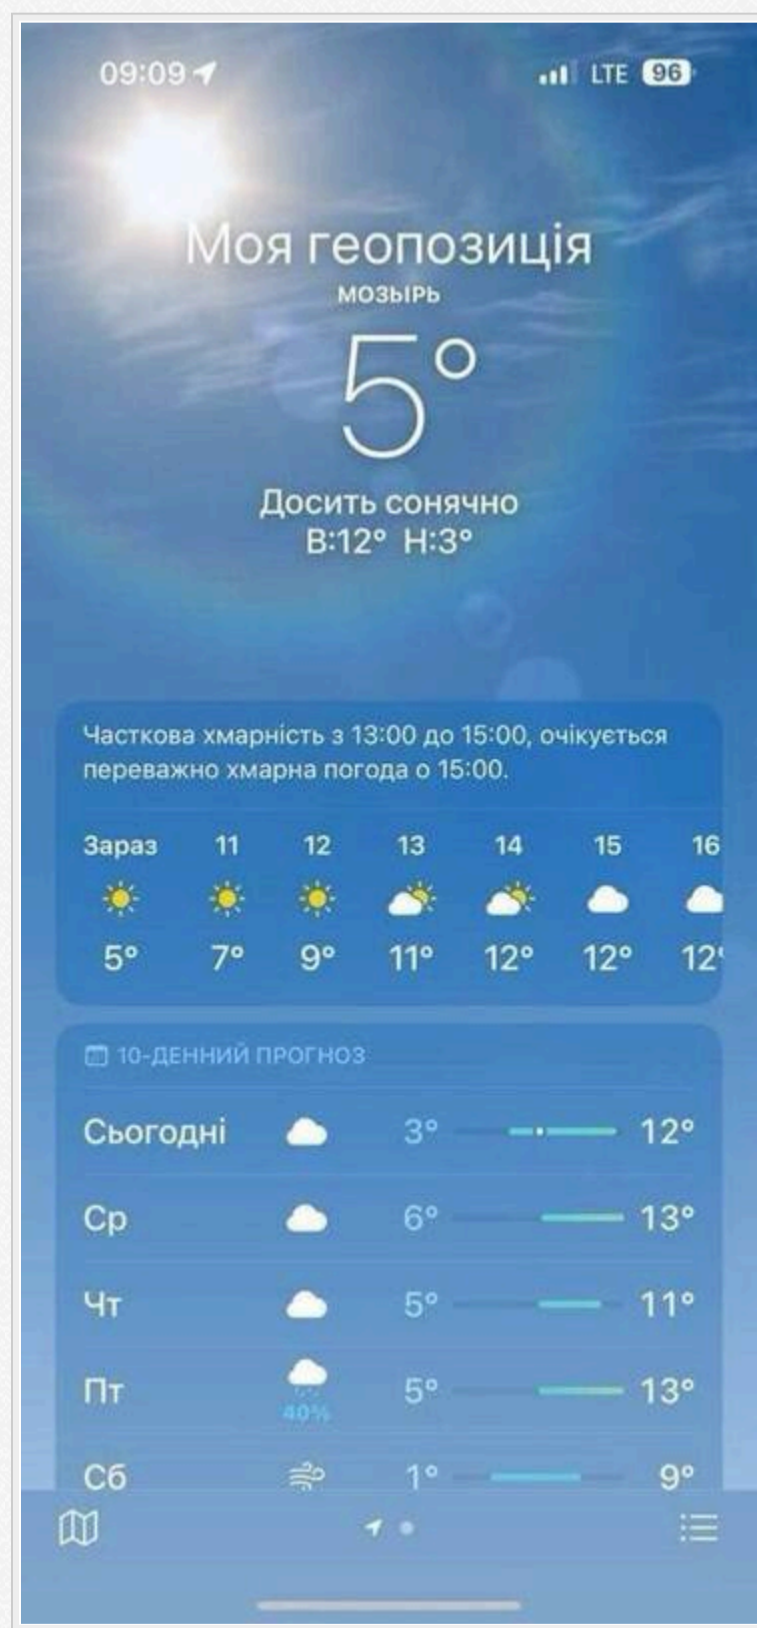 09:09 LTE 96
Моя геопозиція
МОЗЫРЬ
5°
Досить сонячно
В:12° Н:3°
Часткова хмарність з 13:00 до 15:00, очікується
переважно хмарна погода о 15:00.
Зараз 11 12 13 14 15 16
5° 7° 9° 11° 12° 12° 12°
10-ДЕННИЙ ПРОГНОЗ
Сьогодні 3° 12°
Ср 6° 13°
Чт 5° 11°
Пт 40% 5° 13°
Сб 1° 9°